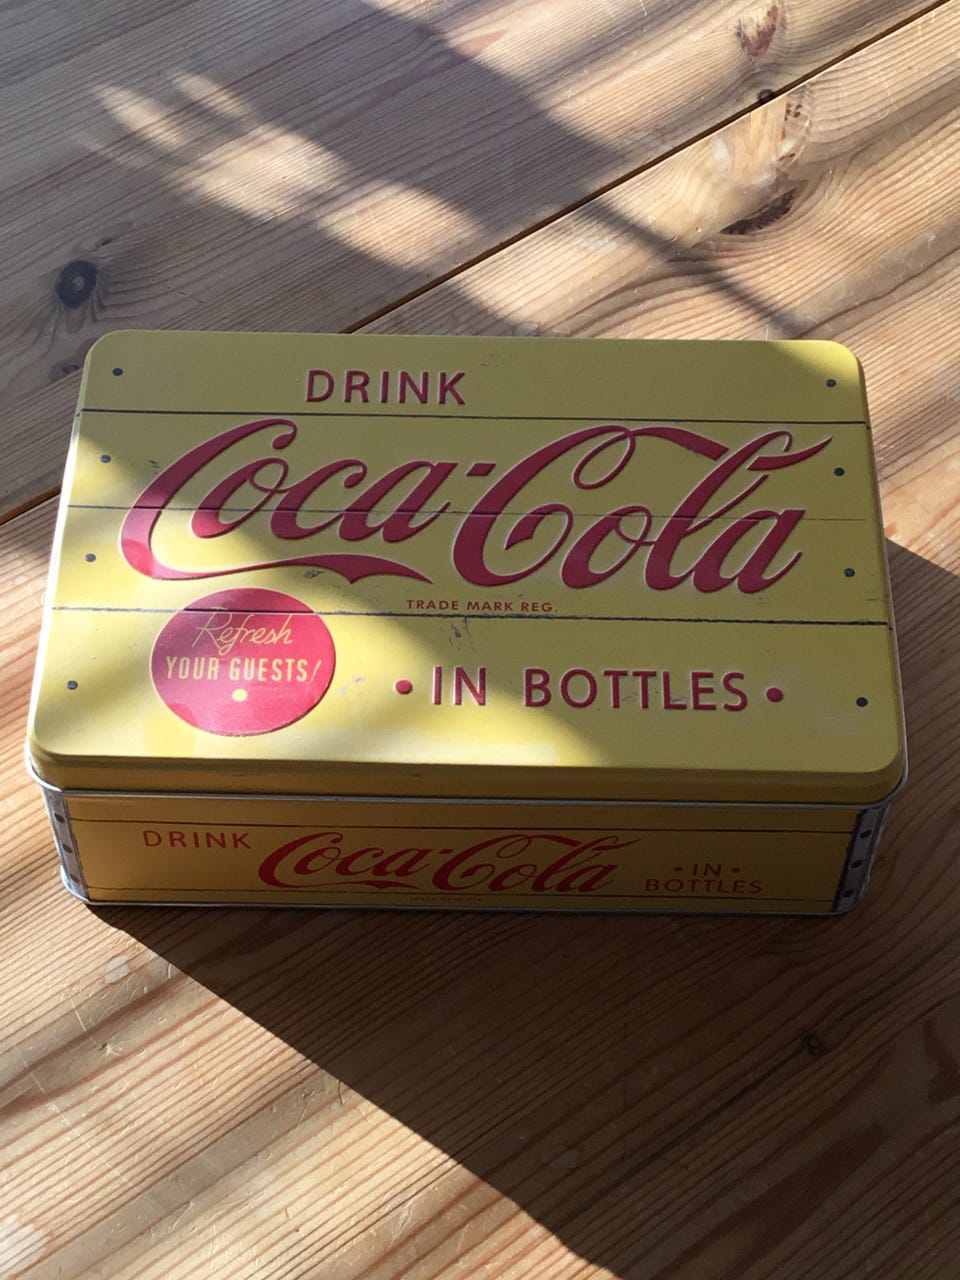 DRINK
Coca-Cola
TRADE MARK REG.
Refresh
YOUR GUESTS!
• IN BOTTLES •
DRINK
Coca-Cola
• IN •
BOTTLES